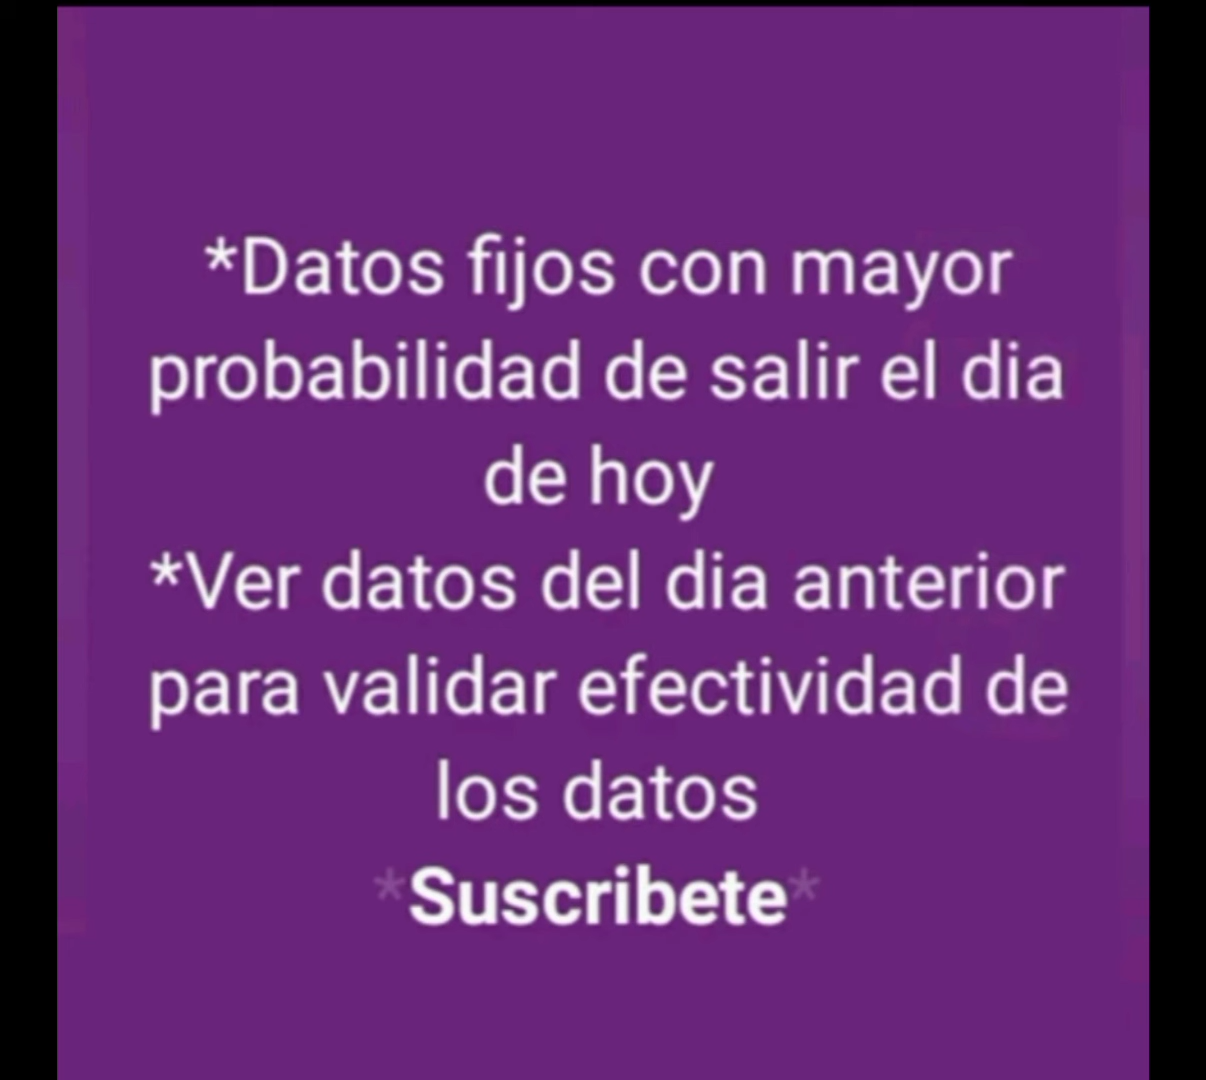 *Datos fijos con mayor
probabilidad de salir el dia
de hoy
*Ver datos del dia anterior
para validar efectividad de
los datos
*Suscribete*